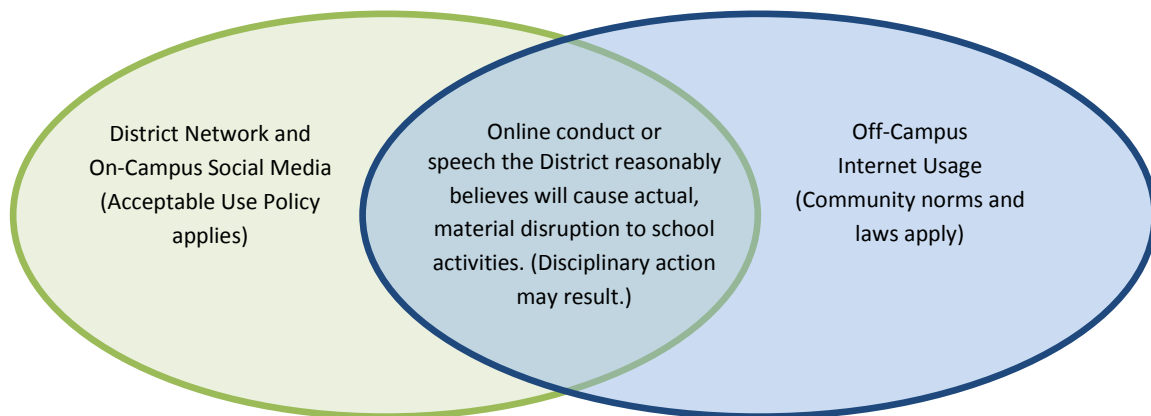 District Network and
On-Campus Social Media
(Acceptable Use Policy
applies)
Online conduct or
speech the District reasonably
believes will cause actual,
material disruption to school
activities. (Disciplinary action
may result.)
Off-Campus
Internet Usage
(Community norms and
laws apply)